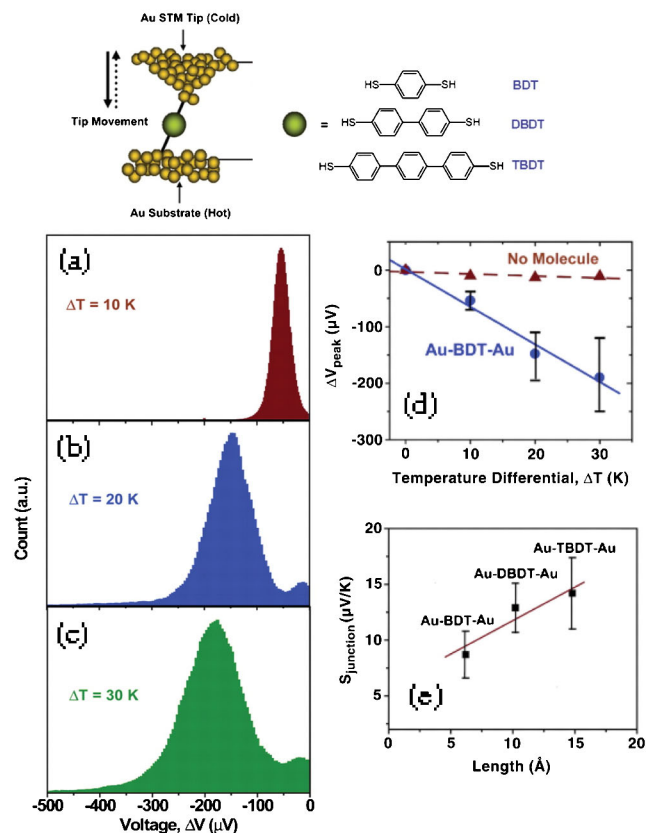 Au STM Tip (Cold)
Tip Movement
Au Substrate (Hot)
=
HS SH BDT
HS SH DBDT
HS SH TBDT
(a)
ΔT = 10 K
(b)
ΔT = 20 K
(c)
ΔT = 30 K
Count (a.u.)
-500 -400 -300 -200 -100 0
Voltage, ΔV (μV)
No Molecule
Au-BDT-Au
(d)
0
-100
-200
-300
ΔVpeak (μV)
0 10 20 30
Temperature Differential, ΔT (K)
Au-TBDT-Au
Au-DBDT-Au
Au-BDT-Au
(e)
20
15
10
5
Sjunction (μV/K)
0 5 10 15 20
Length (Å)